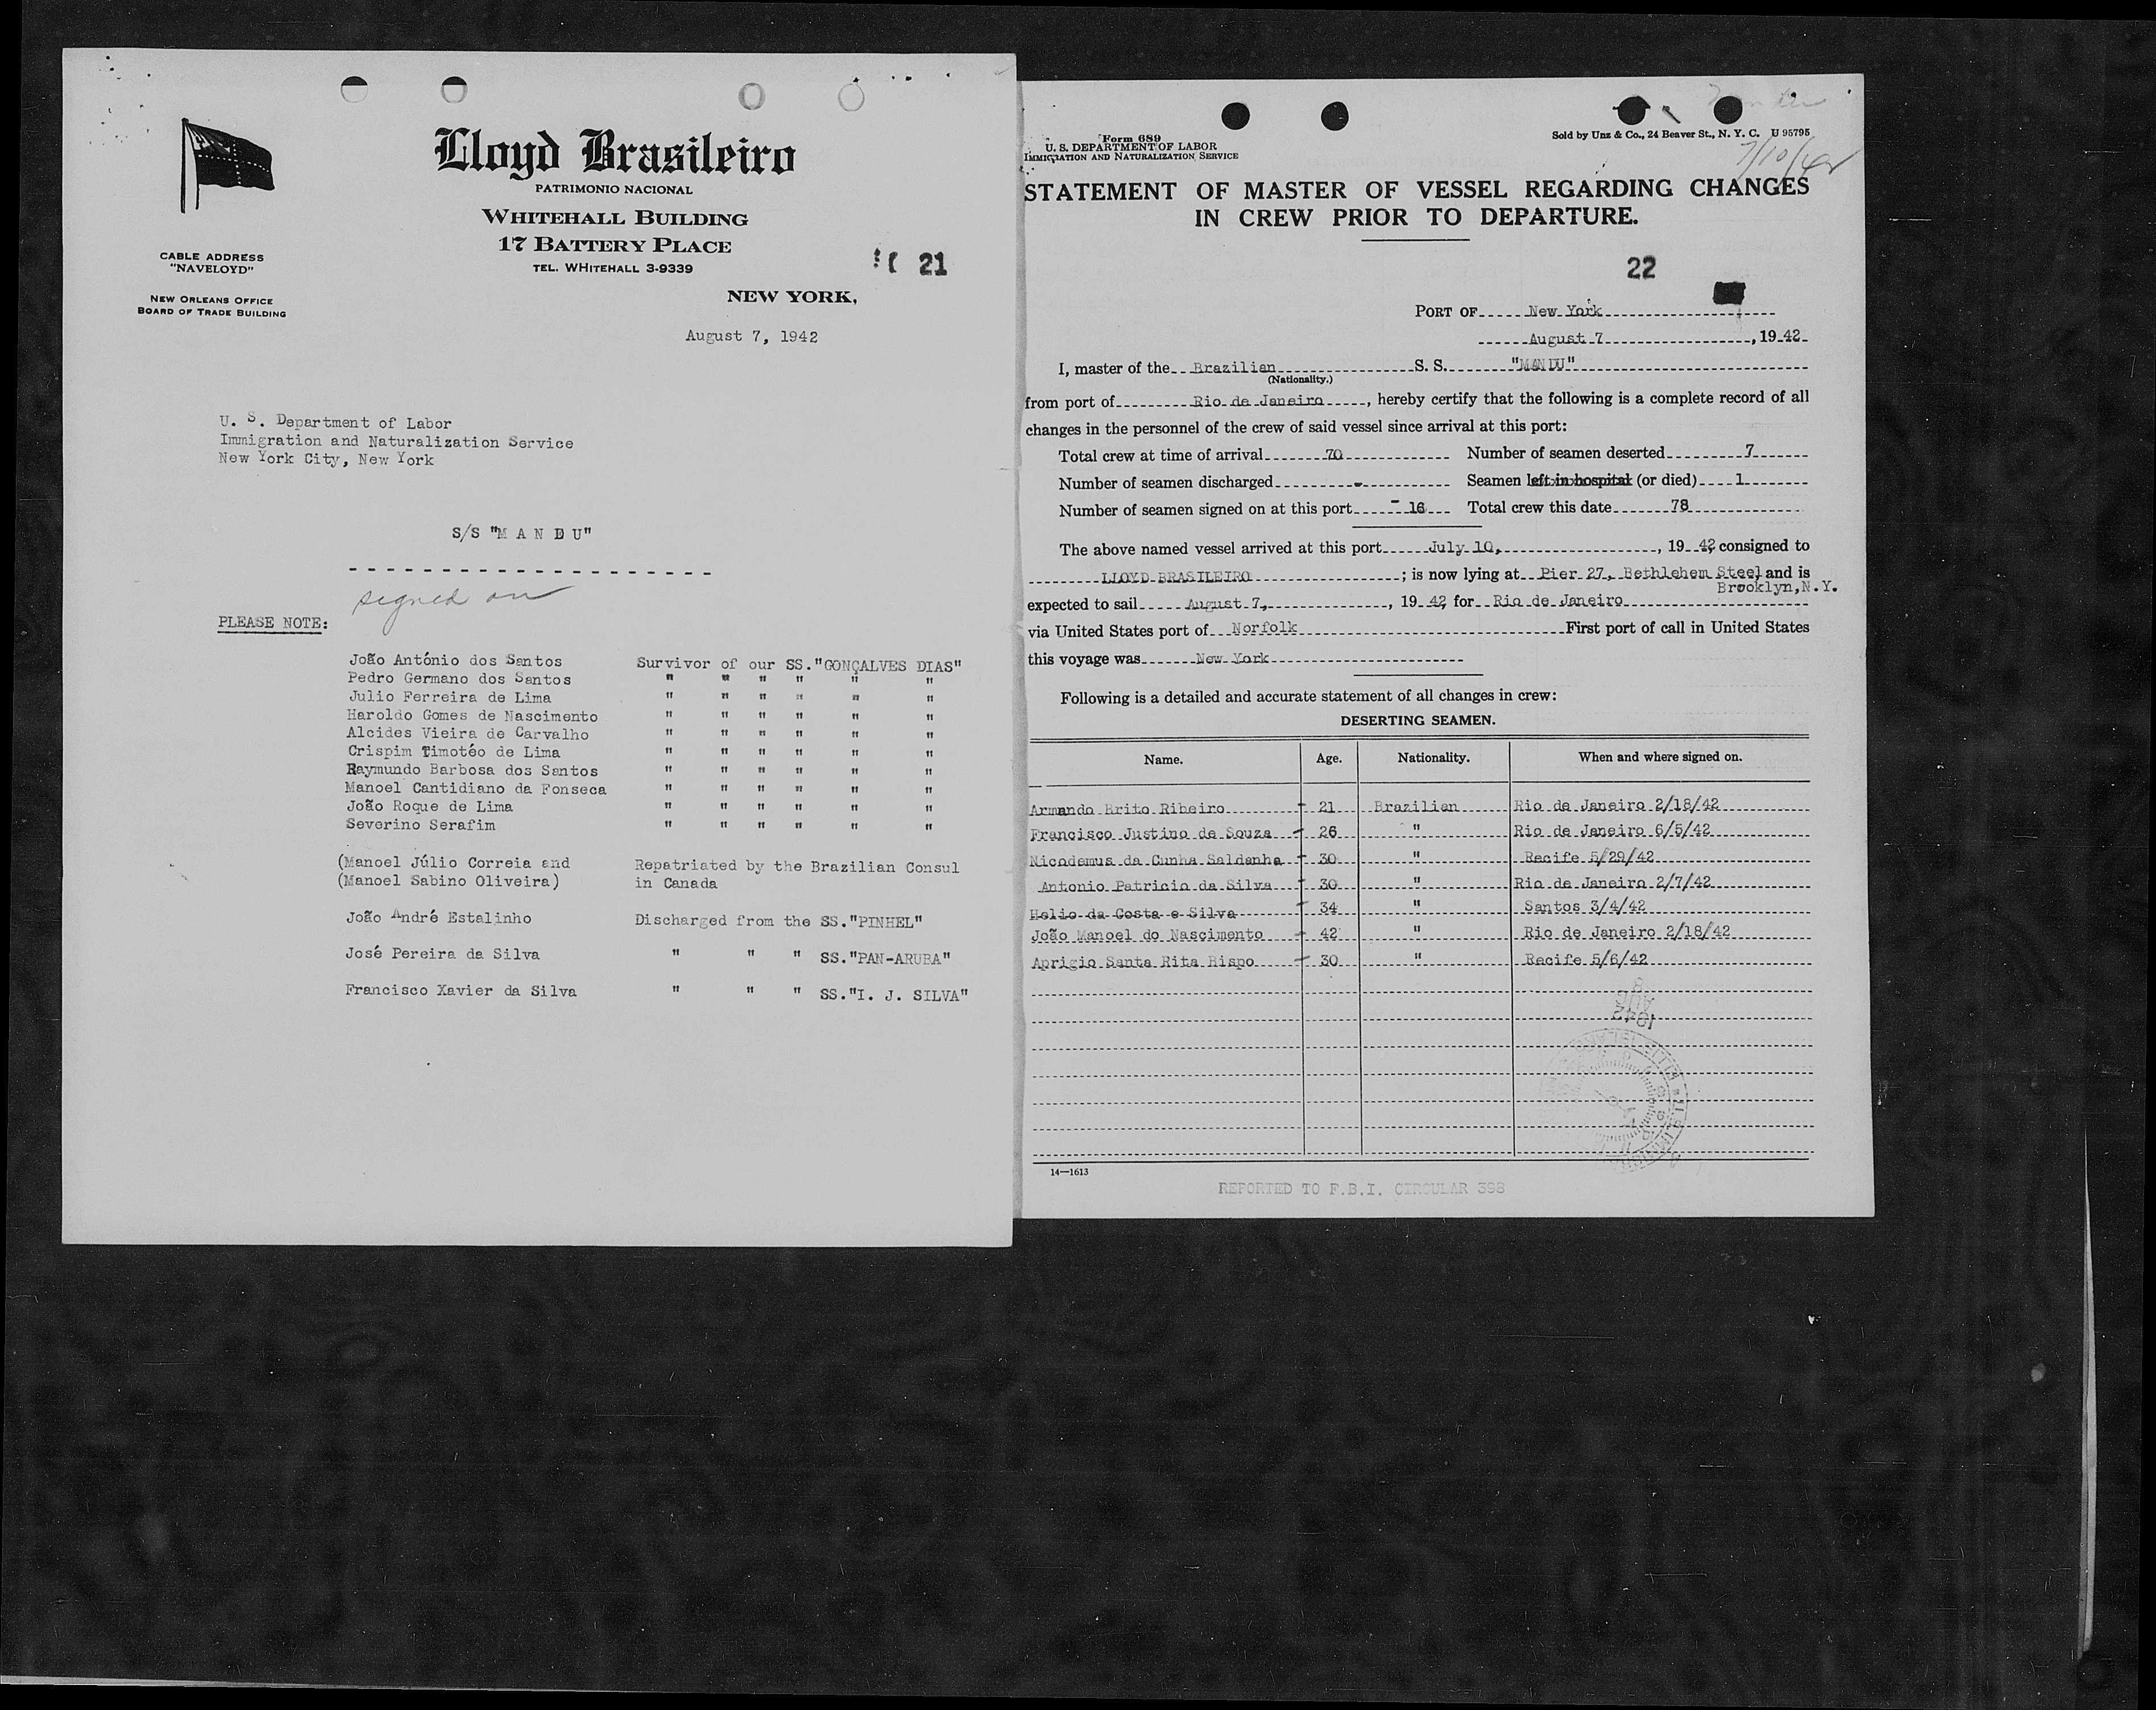 Lloyd Brasileiro
PATRIMONIO NACIONAL
WHITEHALL BUILDING
17 BATTERY PLACE
TEL. WHITEHALL 3-9339
CABLE ADDRESS
"NAVELOYD"
NEW ORLEANS OFFICE
BOARD OF TRADE BUILDING
21
NEW YORK,
August 7, 1942
U. S. Department of Labor
Immigration and Naturalization Service
New York City, New York
S/S "M A N D U"
signed on
PLEASE NOTE:
João António dos Santos Survivor of our SS."GONÇALVES DIAS"
Pedro Germano dos Santos " " " " " "
Julio Ferreira de Lima " " " " " "
Haroldo Gomes de Nascimento " " " " " "
Alcides Vieira de Carvalho " " " " " "
Crispim Timotéo de Lima " " " " " "
Raymundo Barbosa dos Santos " " " " " "
Manoel Cantidiano da Fonseca " " " " " "
João Roque de Lima " " " " " "
Severino Serafim " " " " " "
(Manoel Júlio Correia and Repatriated by the Brazilian Consul
(Manoel Sabino Oliveira) in Canada
João André Estalinho Discharged from the SS."PINHEL"
José Pereira da Silva " " " SS."PAN-ARUBA"
Francisco Xavier da Silva " " " SS."I. J. SILVA"
Form 689
U. S. DEPARTMENT OF LABOR
IMMIGRATION AND NATURALIZATION SERVICE
Sold by Unz & Co., 24 Beaver St., N. Y. C. U 95795
7/10/42
STATEMENT OF MASTER OF VESSEL REGARDING CHANGES
IN CREW PRIOR TO DEPARTURE.
22
PORT OF New York
August 7, 1942
I, master of the Brazilian S. S. "MANDU"
(Nationality.)
from port of Rio de Janeiro, hereby certify that the following is a complete record of all
changes in the personnel of the crew of said vessel since arrival at this port:
Total crew at time of arrival 70 Number of seamen deserted 7
Number of seamen discharged - Seamen left in hospital (or died) 1
Number of seamen signed on at this port - 16 Total crew this date 78
The above named vessel arrived at this port July 10, 1942, consigned to
LLOYD BRASILEIRO; is now lying at Pier 27, Bethlehem Steel and is
Brooklyn, N.Y.
expected to sail August 7, 1942 for Rio de Janeiro
via United States port of Norfolk First port of call in United States
this voyage was New York
Following is a detailed and accurate statement of all changes in crew:
DESERTING SEAMEN.
Name. Age. Nationality. When and where signed on.
Armando Brito Ribeiro - 21 Brazilian Rio de Janeiro 2/18/42
Francisco Justino de Souza - 26 " Rio de Janeiro 6/5/42
Nicodemus da Cunha Saldanha - 30 " Recife 5/29/42
Antonio Patricio da Silva - 30 " Rio de Janeiro 2/7/42
Helio da Costa e Silva - 34 " Santos 3/4/42
João Manoel do Nascimento - 42 " Rio de Janeiro 2/18/42
Aprigio Santa Rita Bispo - 30 " Recife 5/6/42
1942
AUG
14—1613
REPORTED TO F.B.I. CIRCULAR 398